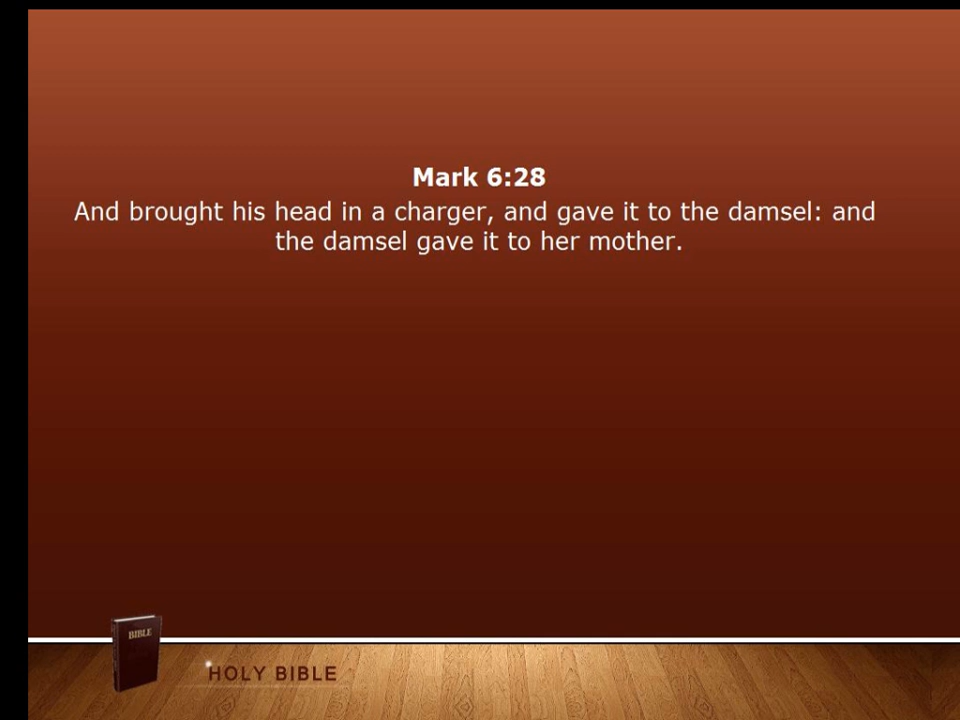 Mark 6:28
And brought his head in a charger, and gave it to the damsel: and
the damsel gave it to her mother.
BIBLE
HOLY BIBLE